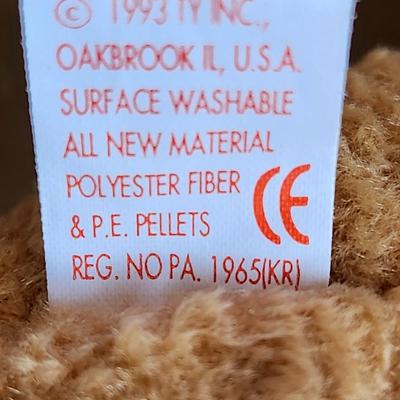 © 1993 TY INC.,
OAKBROOK IL, U.S.A.
SURFACE WASHABLE
ALL NEW MATERIAL
POLYESTER FIBER
& P.E. PELLETS
CE
REG. NO PA. 1965(KR)